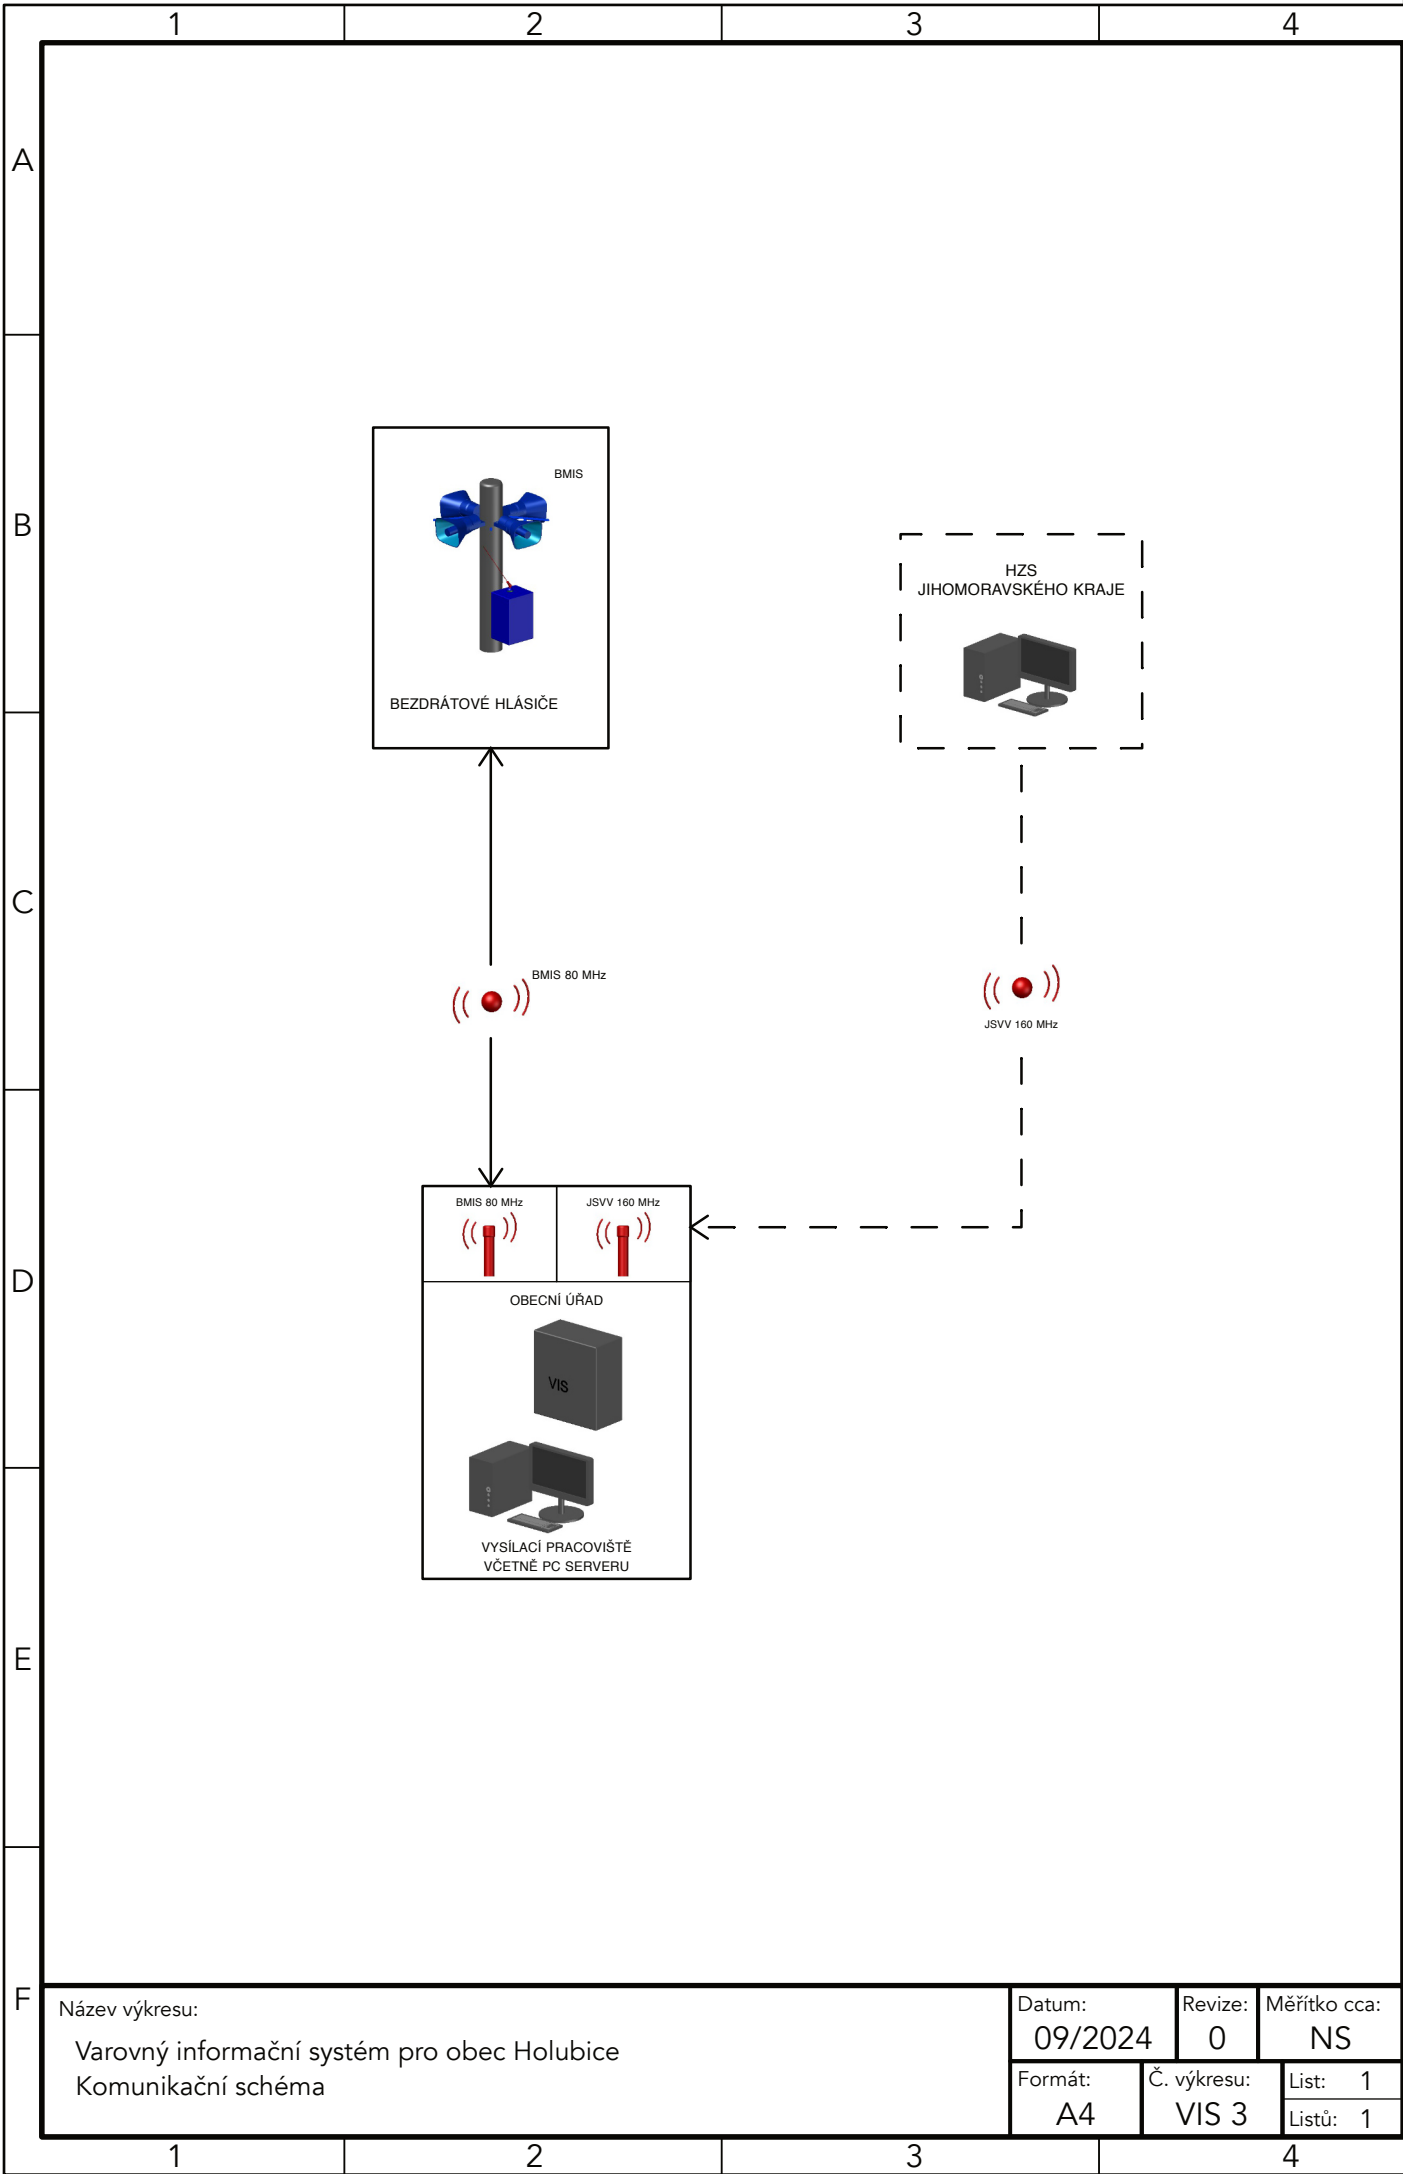 1 2 3 4
A
B
C
D
E
F
BMIS
BEZDRÁTOVÉ HLÁSIČE
HZS
JIHOMORAVSKÉHO KRAJE
BMIS 80 MHz
JSVV 160 MHz
BMIS 80 MHz
JSVV 160 MHz
OBECNÍ ÚŘAD
VIS
VYSÍLACÍ PRACOVIŠTĚ
VČETNĚ PC SERVERU
Název výkresu:
Varovný informační systém pro obec Holubice
Komunikační schéma
Datum:
09/2024
Revize:
0
Měřítko cca:
NS
Formát:
A4
Č. výkresu:
VIS 3
List: 1
Listů: 1
1 2 3 4